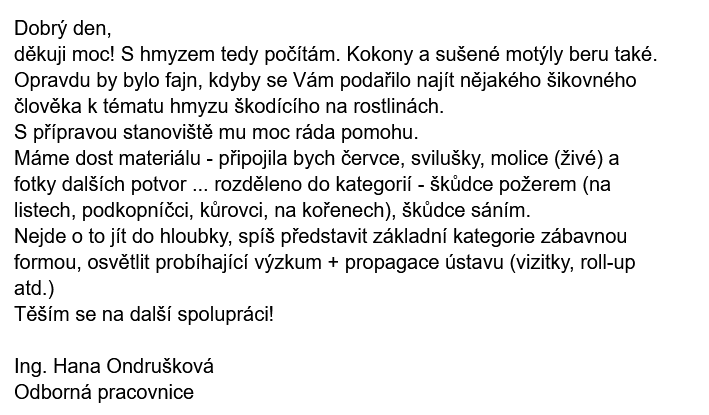 Dobrý den,
děkuji moc! S hmyzem tedy počítám. Kokony a sušené motýly beru také.
Opravdu by bylo fajn, kdyby se Vám podařilo najít nějakého šikovného
člověka k tématu hmyzu škodícího na rostlinách.
S přípravou stanoviště mu moc ráda pomohu.
Máme dost materiálu - připojila bych červce, svilušky, molice (živé) a
fotky dalších potvor ... rozděleno do kategorií - škůdce požerem (na
listech, podkopníčci, kůrovci, na kořenech), škůdce sáním.
Nejde o to jít do hloubky, spíš představit základní kategorie zábavnou
formou, osvětlit probíhající výzkum + propagace ústavu (vizitky, roll-up
atd.)
Těším se na další spolupráci!
Ing. Hana Ondrušková
Odborná pracovnice